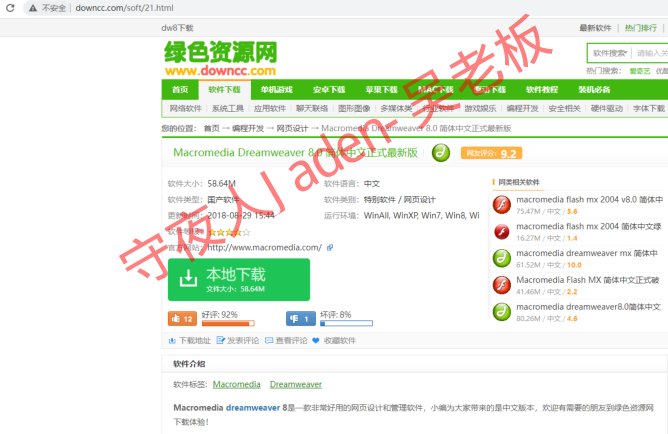 不安全 | downcc.com/soft/21.html
dw8下载
最新软件 | 热门排行 |
绿色资源网
www.downcc.com
软件搜索 请输入关
热门搜索： 爱奇艺 优酷
首页 软件下载 单机游戏 安卓下载 苹果下载 MAC下载 驱动下载 软件教程 装机必备
网络软件 系统工具 应用软件 聊天联络 图形图像 多媒体类 行业软件 游戏娱乐 编程开发 安全相关 硬件驱动 字体下载
您的位置： 首页 → 编程开发 → 网页设计 → Macromedia Dreamweaver 8.0 简体中文正式最新版
Macromedia Dreamweaver 8.0 简体中文正式最新版
网友评分： 9.2
软件大小： 58.64M 软件语言： 中文
软件类型： 国产软件 软件类别： 特别软件 / 网页设计
更新时间： 2018-08-29 15:44 运行环境： WinAll, WinXP, Win7, Win8, Wi
软件等级：
官方网站： http://www.macromedia.com/
本地下载
文件大小：58.64M
12 好评: 92%
1 坏评: 8%
下载地址 发表评论 查看评论 收藏软件
同类相关软件
macromedia flash mx 2004 v8.0 简体中
75.47M / 中文 / 3.6
macromedia flash mx 2004 简体中文绿
16.27M / 中文 / 1.4
macromedia dreamweaver mx 简体中
61.52M / 中文 / 10.0
Macromedia Flash MX 简体中文正式破
41.46M / 中文 / 2.2
macromedia dreamweaver8.0简体中文
80.26M / 中文 / 4.6
软件介绍
软件标签： Macromedia Dreamweaver
Macromedia dreamweaver 8是一款非常好用的网页设计和管理软件，小编为大家带来的是中文版本，欢迎有需要的朋友到绿色资源网
下载体验！
守夜人Jaden-吴老板